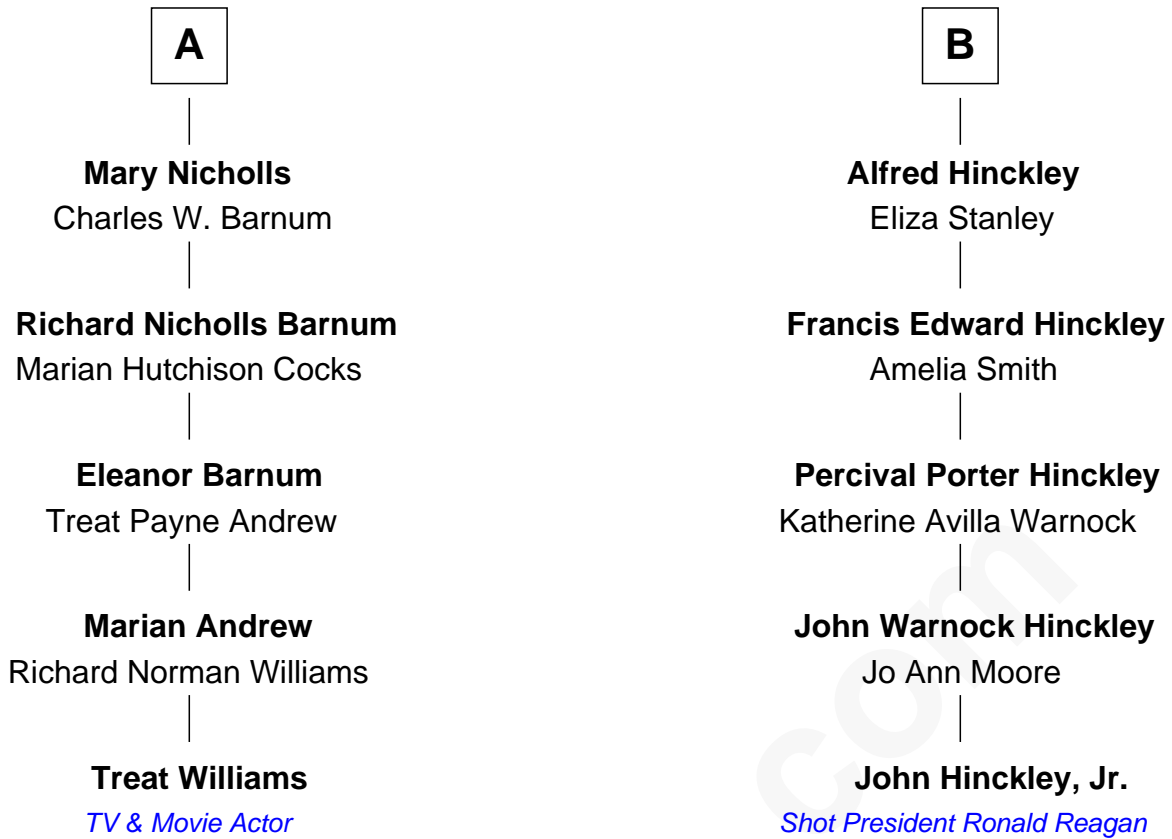 A
Mary Nicholls
Charles W. Barnum
Richard Nicholls Barnum
Marian Hutchison Cocks
Eleanor Barnum
Treat Payne Andrew
Marian Andrew
Richard Norman Williams
Treat Williams
TV & Movie Actor
B
Alfred Hinckley
Eliza Stanley
Francis Edward Hinckley
Amelia Smith
Percival Porter Hinckley
Katherine Avilla Warnock
John Warnock Hinckley
Jo Ann Moore
John Hinckley, Jr.
Shot President Ronald Reagan
com